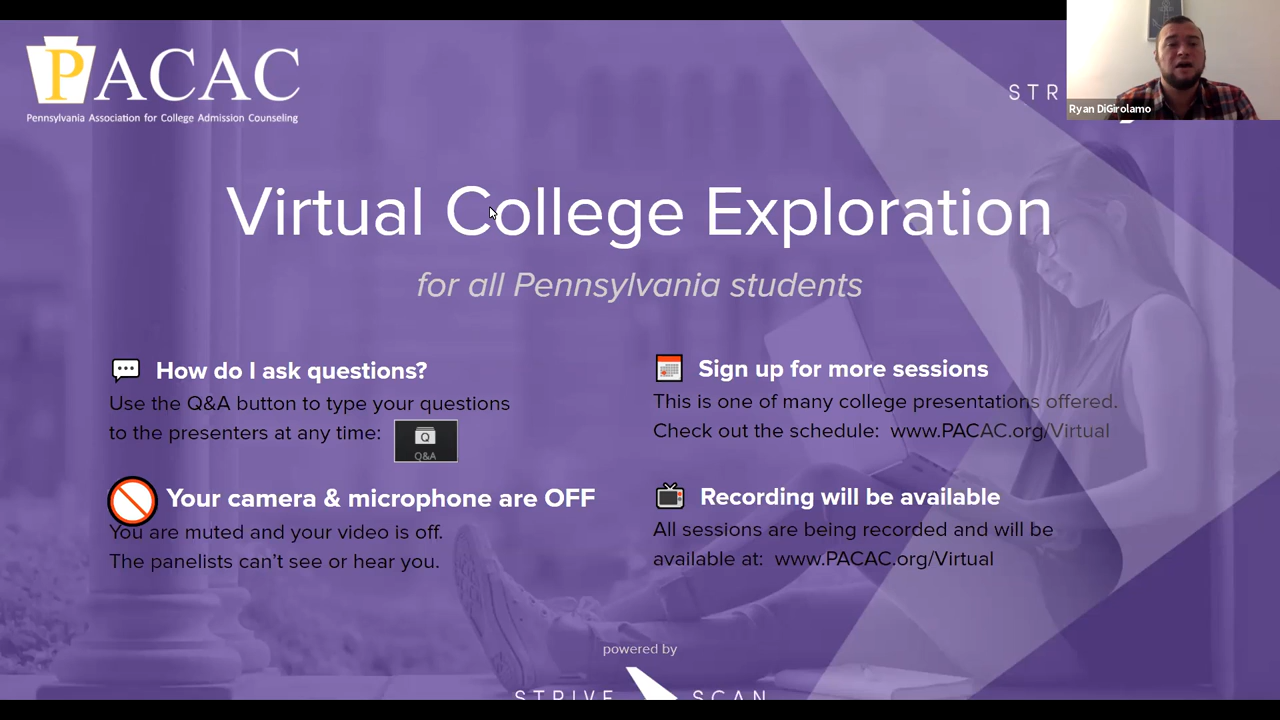 PACAC
Pennsylvania Association for College Admission Counseling
STR
Ryan DiGirolamo
Virtual College Exploration
for all Pennsylvania students
How do I ask questions?
Use the Q&A button to type your questions
to the presenters at any time:
Q
Q&A
Sign up for more sessions
This is one of many college presentations offered.
Check out the schedule: www.PACAC.org/Virtual
Your camera & microphone are OFF
You are muted and your video is off.
The panelists can’t see or hear you.
Recording will be available
All sessions are being recorded and will be
available at: www.PACAC.org/Virtual
powered by
STRIVE SCAN